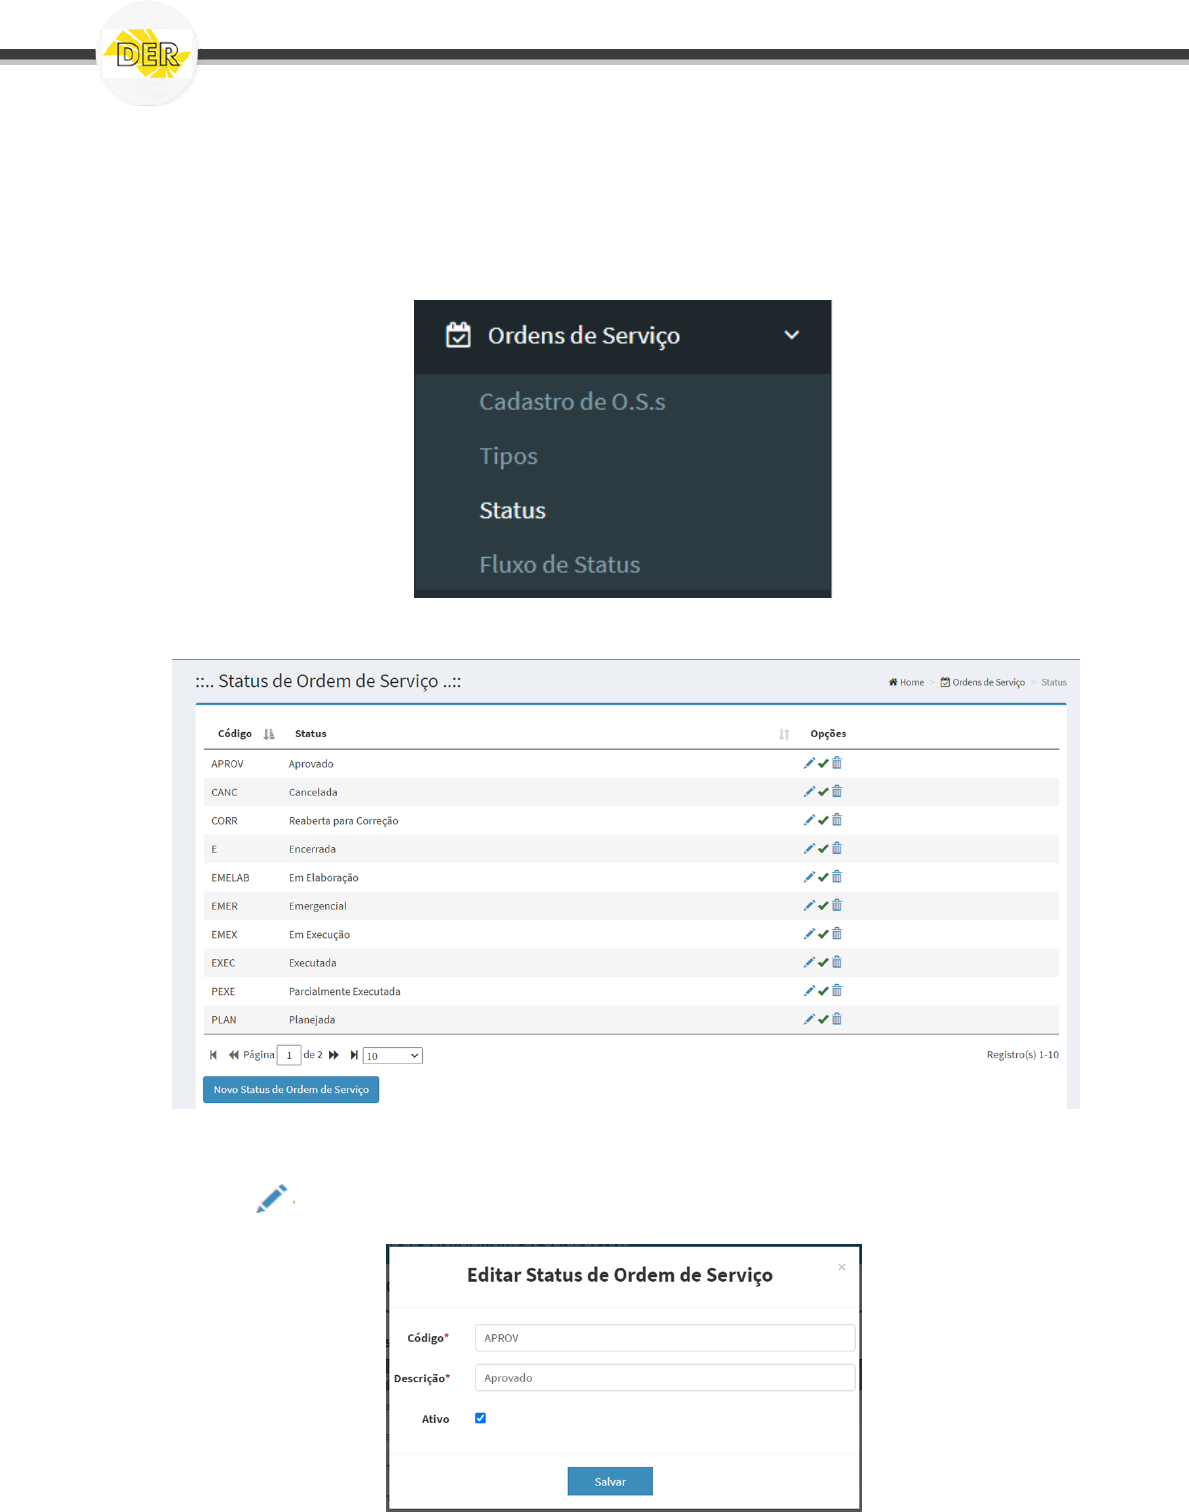 DER
Ordens de Serviço
Cadastro de O.S.s
Tipos
Status
Fluxo de Status
::.. Status de Ordem de Serviço ..::
Home > Ordens de Serviço > Status
Código Status Opções
APROV Aprovado
CANC Cancelada
CORR Reaberta para Correção
E Encerrada
EMELAB Em Elaboração
EMER Emergencial
EMEX Em Execução
EXEC Executada
PEXE Parcialmente Executada
PLAN Planejada
Página 1 de 2 10 Registro(s) 1-10
Novo Status de Ordem de Serviço
Editar Status de Ordem de Serviço ×
Código* APROV
Descrição* Aprovado
Ativo
Salvar